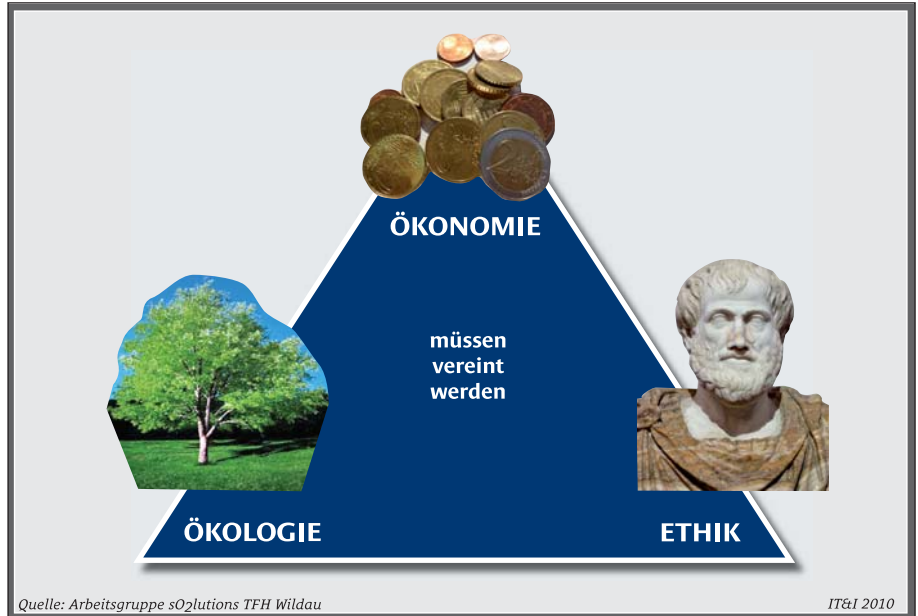 ÖKONOMIE
müssen
vereint
werden
ÖKOLOGIE
ETHIK
Quelle: Arbeitsgruppe sO2lutions TFH Wildau
IT&I 2010